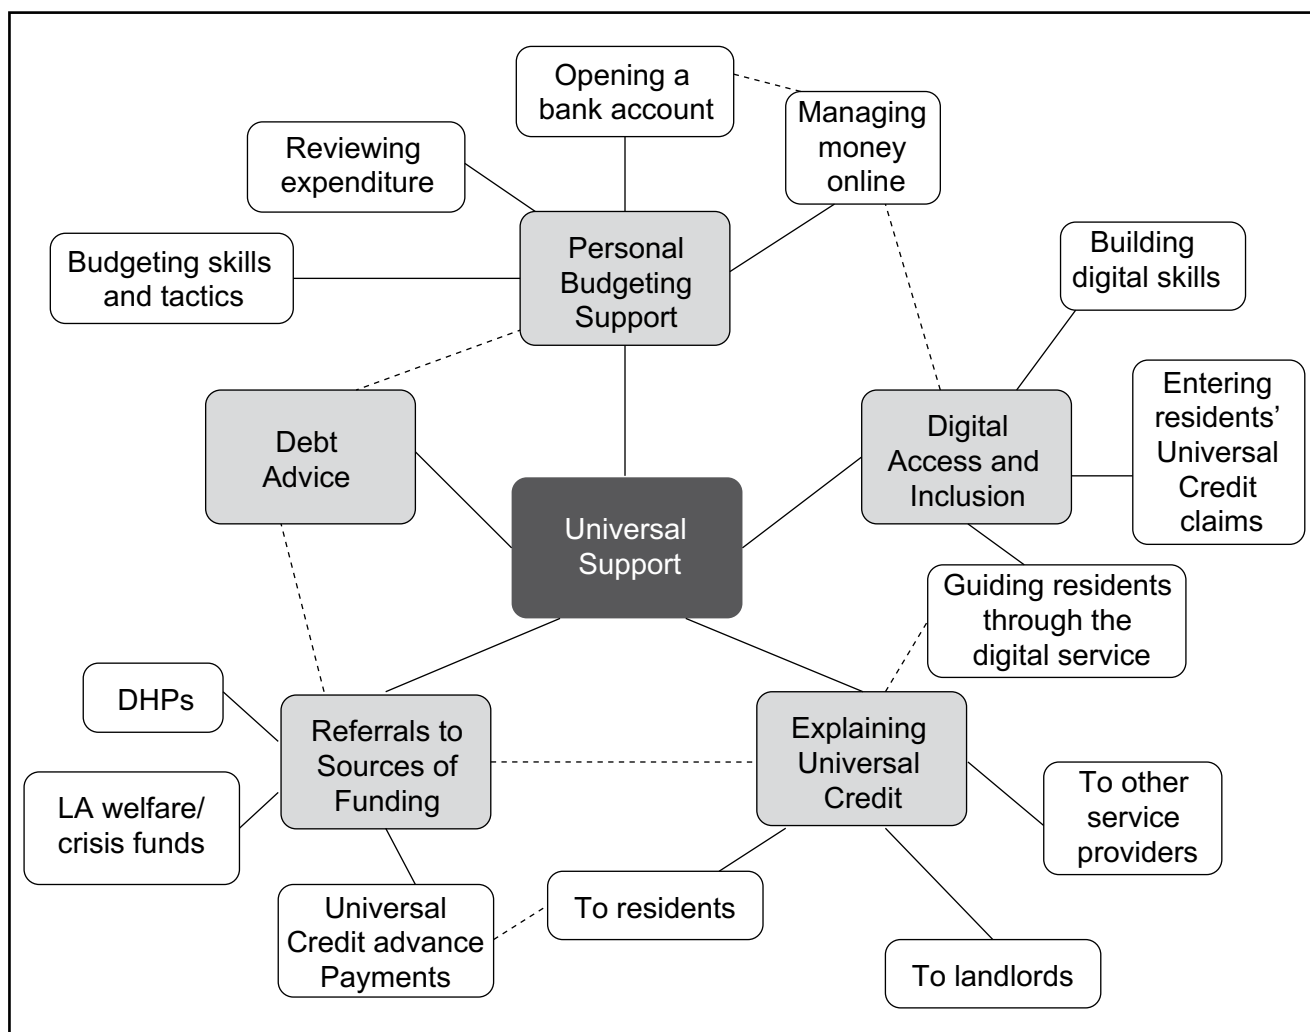 Opening a
bank account
Managing
money
online
Reviewing
expenditure
Budgeting skills
and tactics
Personal
Budgeting
Support
Building
digital skills
Entering
residents’
Universal
Credit
claims
Debt
Advice
Digital
Access and
Inclusion
Universal
Support
Guiding residents
through the
digital service
DHPs
Referrals to
Sources of
Funding
Explaining
Universal
Credit
LA welfare/
crisis funds
To other
service
providers
Universal
Credit advance
Payments
To residents
To landlords